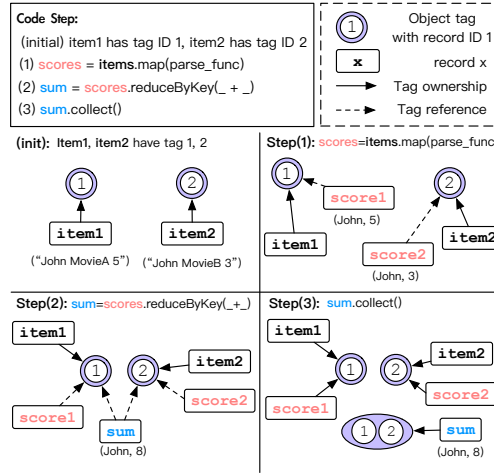 Code Step:
(initial) item1 has tag ID 1, item2 has tag ID 2
(1) scores = items.map(parse_func)
(2) sum = scores.reduceByKey(_ + _)
(3) sum.collect()
1
Object tag
with record ID 1
x
record x
Tag ownership
Tag reference
(init): Item1, item2 have tag 1, 2
1
2
item1
item2
("John MovieA 5")
("John MovieB 3")
Step(1): scores=items.map(parse_func
1
2
score1
(John, 5)
item1
item2
score2
(John, 3)
Step(2): sum=scores.reduceByKey(_+_)
item1
item2
1
2
score1
score2
sum
(John, 8)
Step(3): sum.collect()
item1
item2
1
2
score1
score2
1 2
sum
(John, 8)